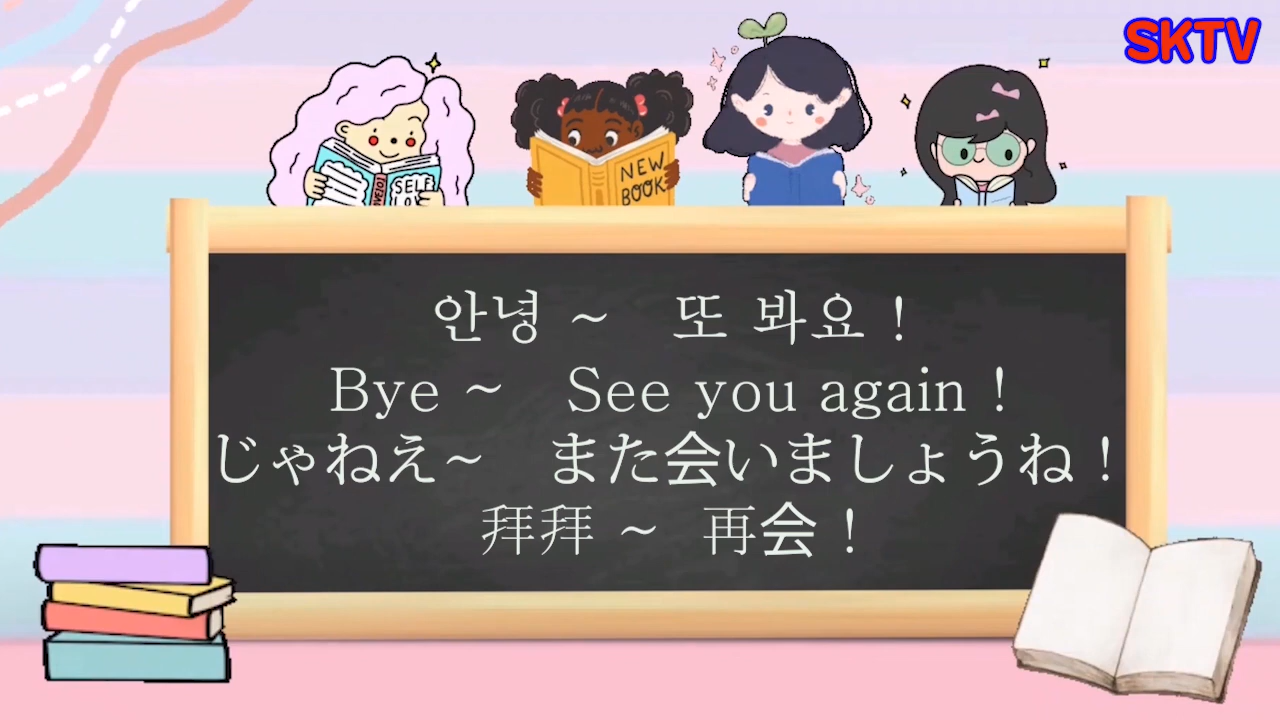 SKTV
SELF
NEW
BOOK
안녕 ~ 또 봐요 !
Bye ~ See you again !
じゃねえ~ また会いましょうね !
拜拜 ~ 再会 !